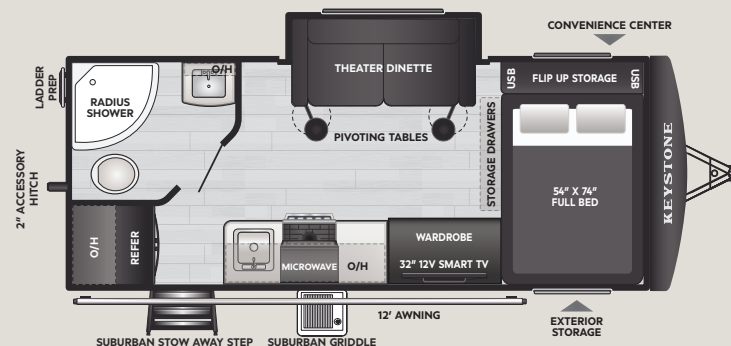 CONVENIENCE CENTER
LADDER
PREP
O/H
THEATER DINETTE
USB
FLIP UP STORAGE
USB
RADIUS
SHOWER
PIVOTING TABLES
STORAGE DRAWERS
KEYSTONE
2" ACCESSORY
HITCH
54" X 74"
FULL BED
O/H
REFER
WARDROBE
MICROWAVE
O/H
32" 12V SMART TV
12' AWNING
EXTERIOR
STORAGE
SUBURBAN STOW AWAY STEP
SUBURBAN GRIDDLE